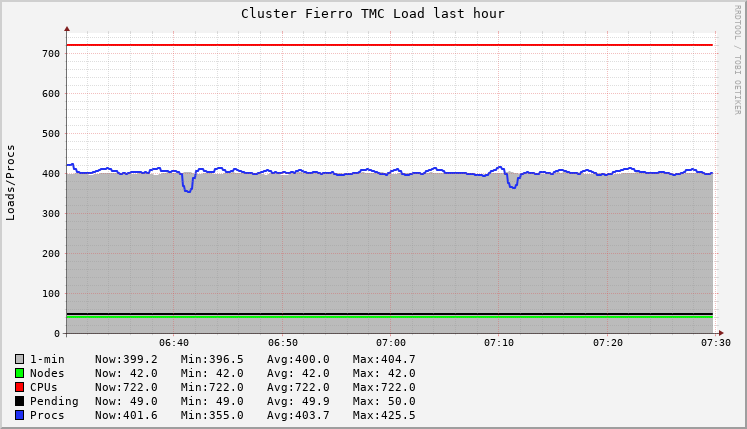 Cluster Fierro TMC Load last hour
RRDTOOL / TOBI OETIKER
Loads/Procs
700
600
500
400
300
200
100
0
06:40 06:50 07:00 07:10 07:20 07:30
1-min Now:399.2 Min:396.5 Avg:400.0 Max:404.7
Nodes Now: 42.0 Min: 42.0 Avg: 42.0 Max: 42.0
CPUs Now:722.0 Min:722.0 Avg:722.0 Max:722.0
Pending Now: 49.0 Min: 49.0 Avg: 49.9 Max: 50.0
Procs Now:401.6 Min:355.0 Avg:403.7 Max:425.5